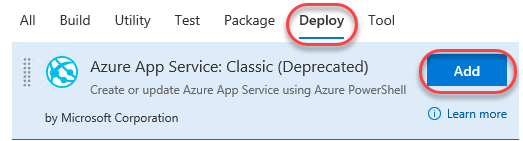 All Build Utility Test Package Deploy Tool
Azure App Service: Classic (Deprecated)
Add
Create or update Azure App Service using Azure PowerShell
by Microsoft Corporation
Learn more